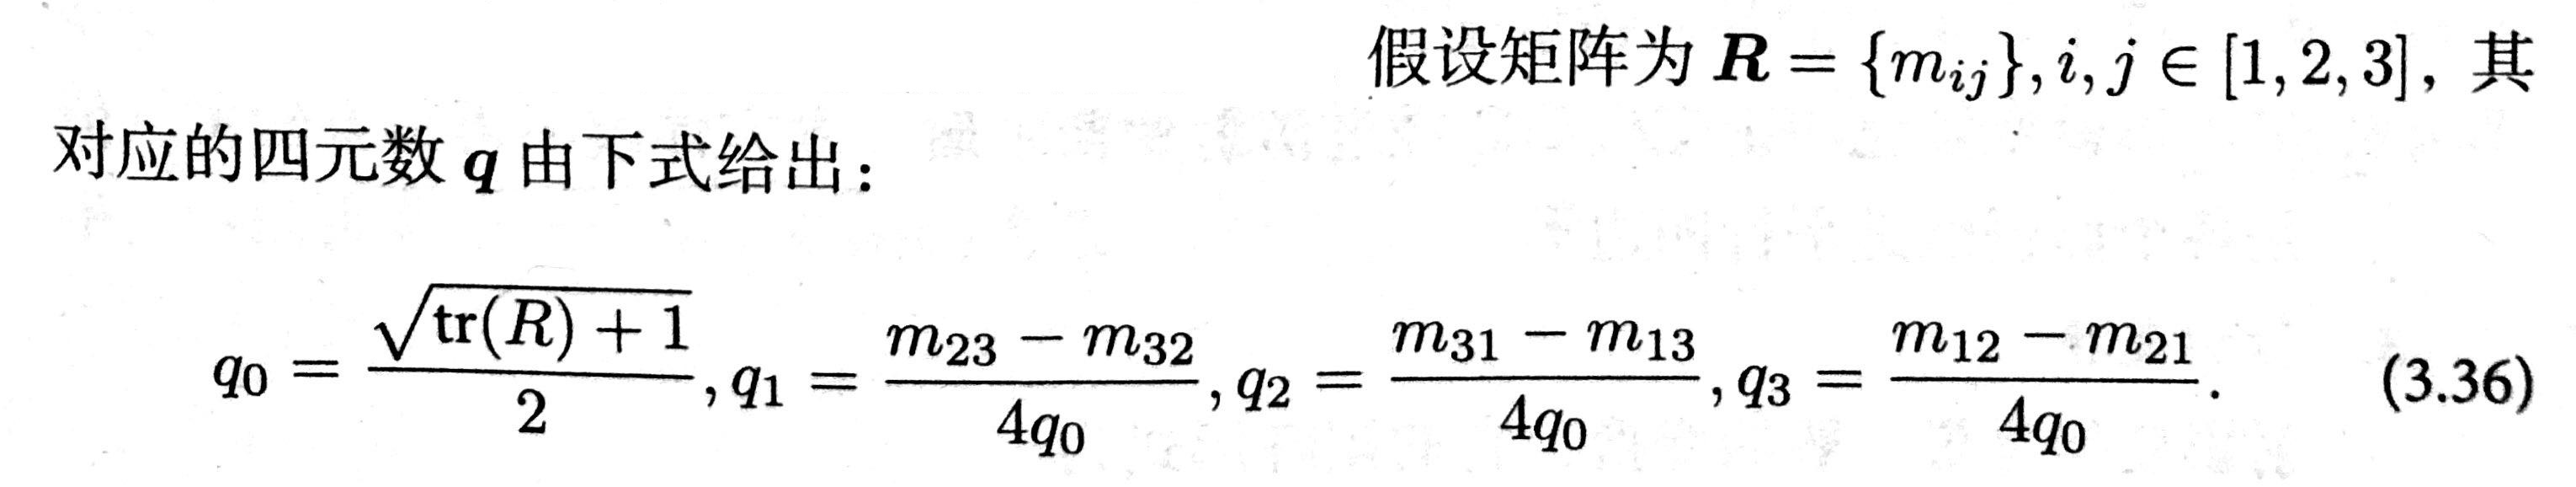 假设矩阵为 $\boldsymbol{R} = \{m_{ij}\}, i, j \in [1, 2, 3]$，其
对应的四元数 $\boldsymbol{q}$ 由下式给出：
$q_0 = \frac{\sqrt{\mathrm{tr}(R) + 1}}{2}, q_1 = \frac{m_{23} - m_{32}}{4q_0}, q_2 = \frac{m_{31} - m_{13}}{4q_0}, q_3 = \frac{m_{12} - m_{21}}{4q_0}.$ (3.36)